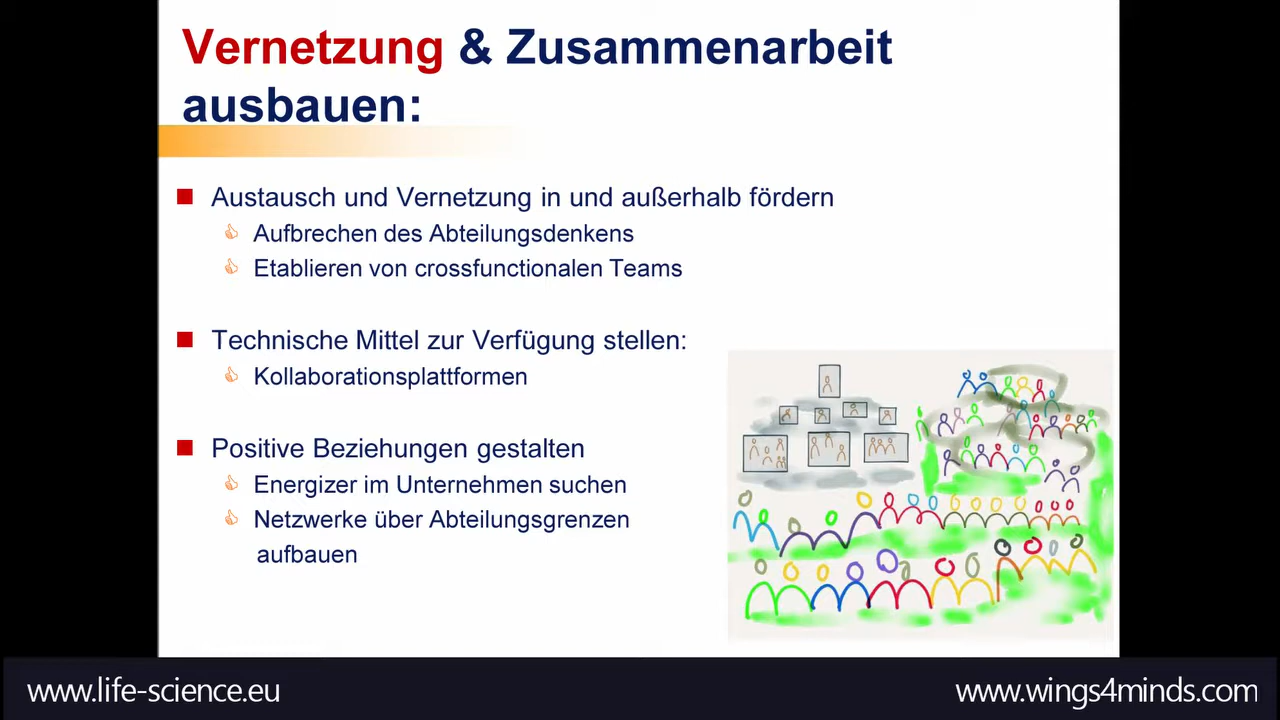 Vernetzung & Zusammenarbeit
ausbauen:
Austausch und Vernetzung in und außerhalb fördern
Aufbrechen des Abteilungsdenkens
Etablieren von crossfunctionalen Teams
Technische Mittel zur Verfügung stellen:
Kollaborationsplattformen
Positive Beziehungen gestalten
Energizer im Unternehmen suchen
Netzwerke über Abteilungsgrenzen
aufbauen
www.life-science.eu
www.wings4minds.com